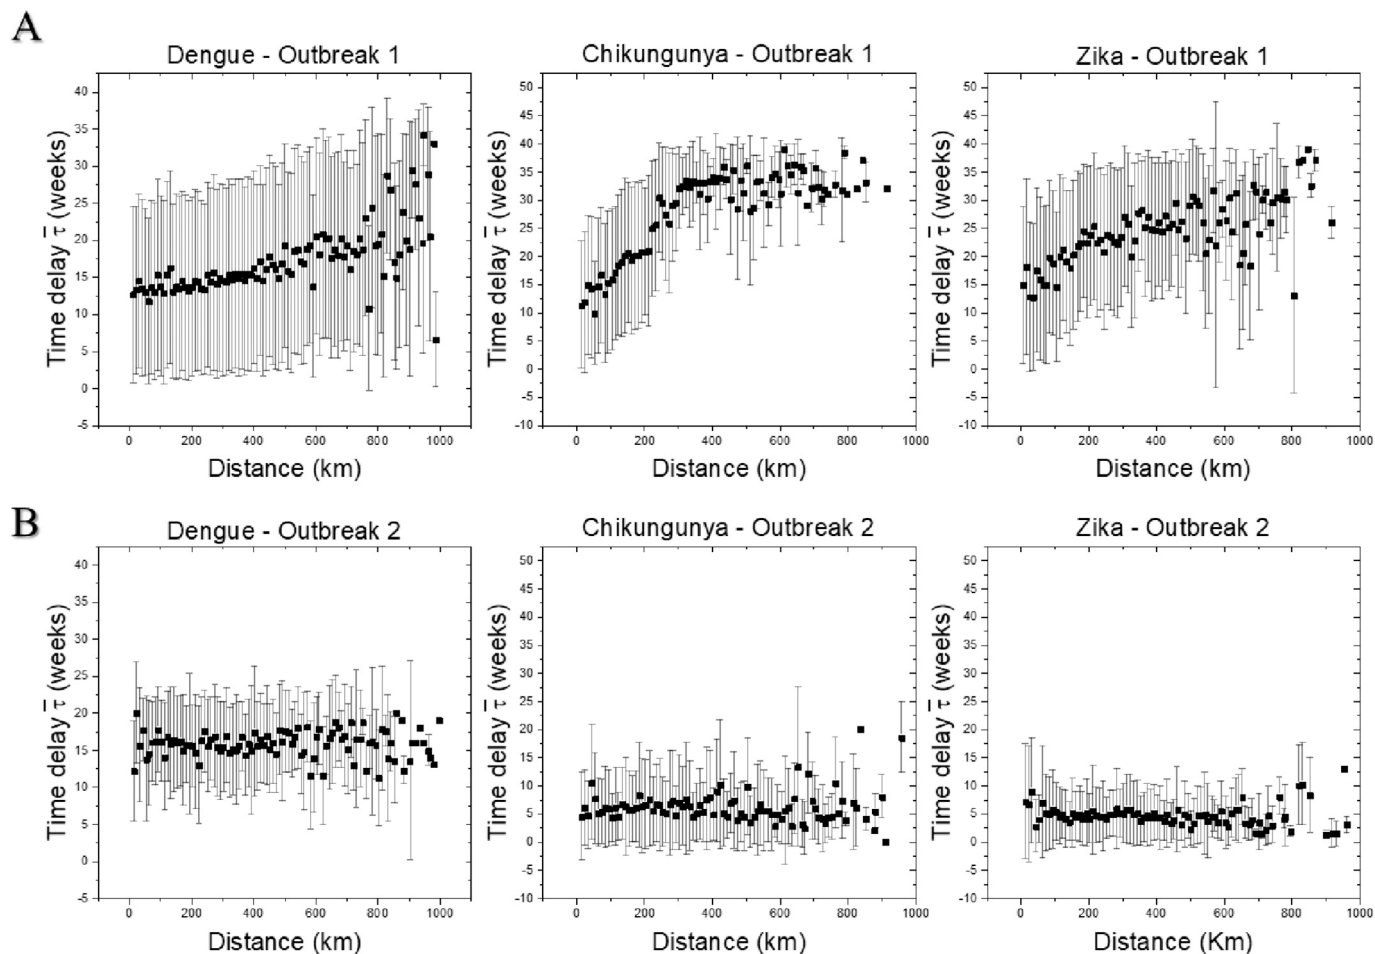 A
Dengue - Outbreak 1
Chikungunya - Outbreak 1
Zika - Outbreak 1
Time delay τ̅ (weeks)
40
35
30
25
20
15
10
5
0
-5
0 200 400 600 800 1000
Distance (km)
Time delay τ̅ (weeks)
50
45
40
35
30
25
20
15
10
5
0
-5
-10
0 200 400 600 800 1000
Distance (km)
Time delay τ̅ (weeks)
50
45
40
35
30
25
20
15
10
5
0
-5
-10
0 200 400 600 800 1000
Distance (km)
B
Dengue - Outbreak 2
Chikungunya - Outbreak 2
Zika - Outbreak 2
Time delay τ̅ (weeks)
40
35
30
25
20
15
10
5
0
-5
0 200 400 600 800 1000
Distance (km)
Time delay τ̅ (weeks)
50
45
40
35
30
25
20
15
10
5
0
-5
-10
0 200 400 600 800 1000
Distance (km)
Time delay τ̅ (weeks)
50
45
40
35
30
25
20
15
10
5
0
-5
-10
0 200 400 600 800 1000
Distance (Km)